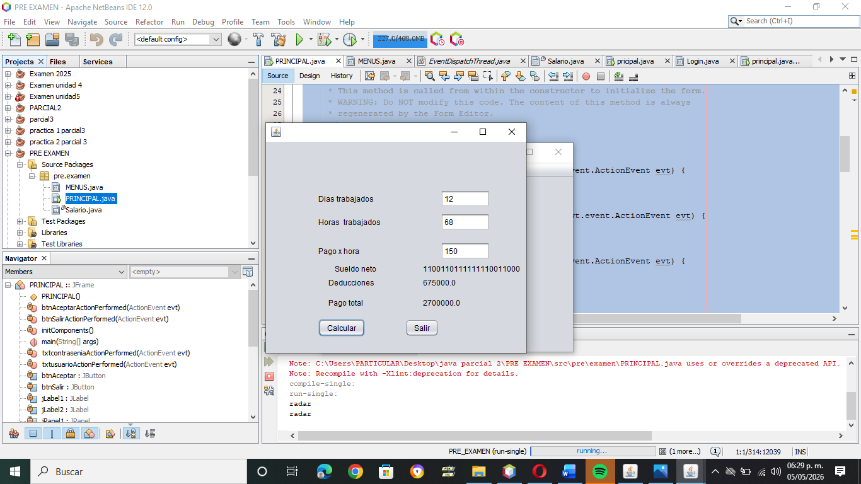 PRE EXAMEN - Apache NetBeans IDE 12.0
File Edit View Navigate Source Refactor Run Debug Profile Team Tools Window Help
Search (Ctrl+I)
<default config>
227.0/468.0MB
Projects Files Services
PRINCIPAL.java MENUS.java EventDispatchThread.java Salario.java pricipal.java Login.java principal.java...
Source Design History
Examen 2025
Examen unidad 4
Examen unidad5
PARCIAL2
parcial3
practica 1 parcial3
practica 2 parcial 3
PRE EXAMEN
Source Packages
pre.examen
MENUS.java
PRINCIPAL.java
Salario.java
Test Packages
Libraries
Test Libraries
24 * This method is called from within the constructor to initialize the form.
25 * WARNING: Do NOT modify this code. The content of this method is always
26 * regenerated by the Form Editor.
vent.ActionEvent evt) {
t.event.ActionEvent evt) {
vent.ActionEvent evt) {
Dias trabajados 12
Horas trabajados 68
Pago x hora 150
Sueldo neto 1100110111111110011000
Deducciones 675000.0
Pago total 2700000.0
Calcular Salir
Navigator
Members <empty>
PRINCIPAL :: JFrame
PRINCIPAL()
btnAceptarActionPerformed(ActionEvent evt)
btnSalirActionPerformed(ActionEvent evt)
initComponents()
main(String[] args)
txtcontraseniaActionPerformed(ActionEvent evt)
txtusuarioActionPerformed(ActionEvent evt)
btnAceptar : JButton
btnSalir : JButton
jLabel1 : JLabel
jLabel2 : JLabel
jPanel1 : JPanel
Note: C:\Users\PARTICULAR\Desktop\java parcial 2\PRE EXAMEN\src\pre\examen\PRINCIPAL.java uses or overrides a deprecated API.
Note: Recompile with -Xlint:deprecation for details.
compile-single:
run-single:
radar
radar
PRE_EXAMEN (run-single) running... (1 more...) 1 1:1/314:12039 INS
Buscar
06:29 p. m.
05/05/2026